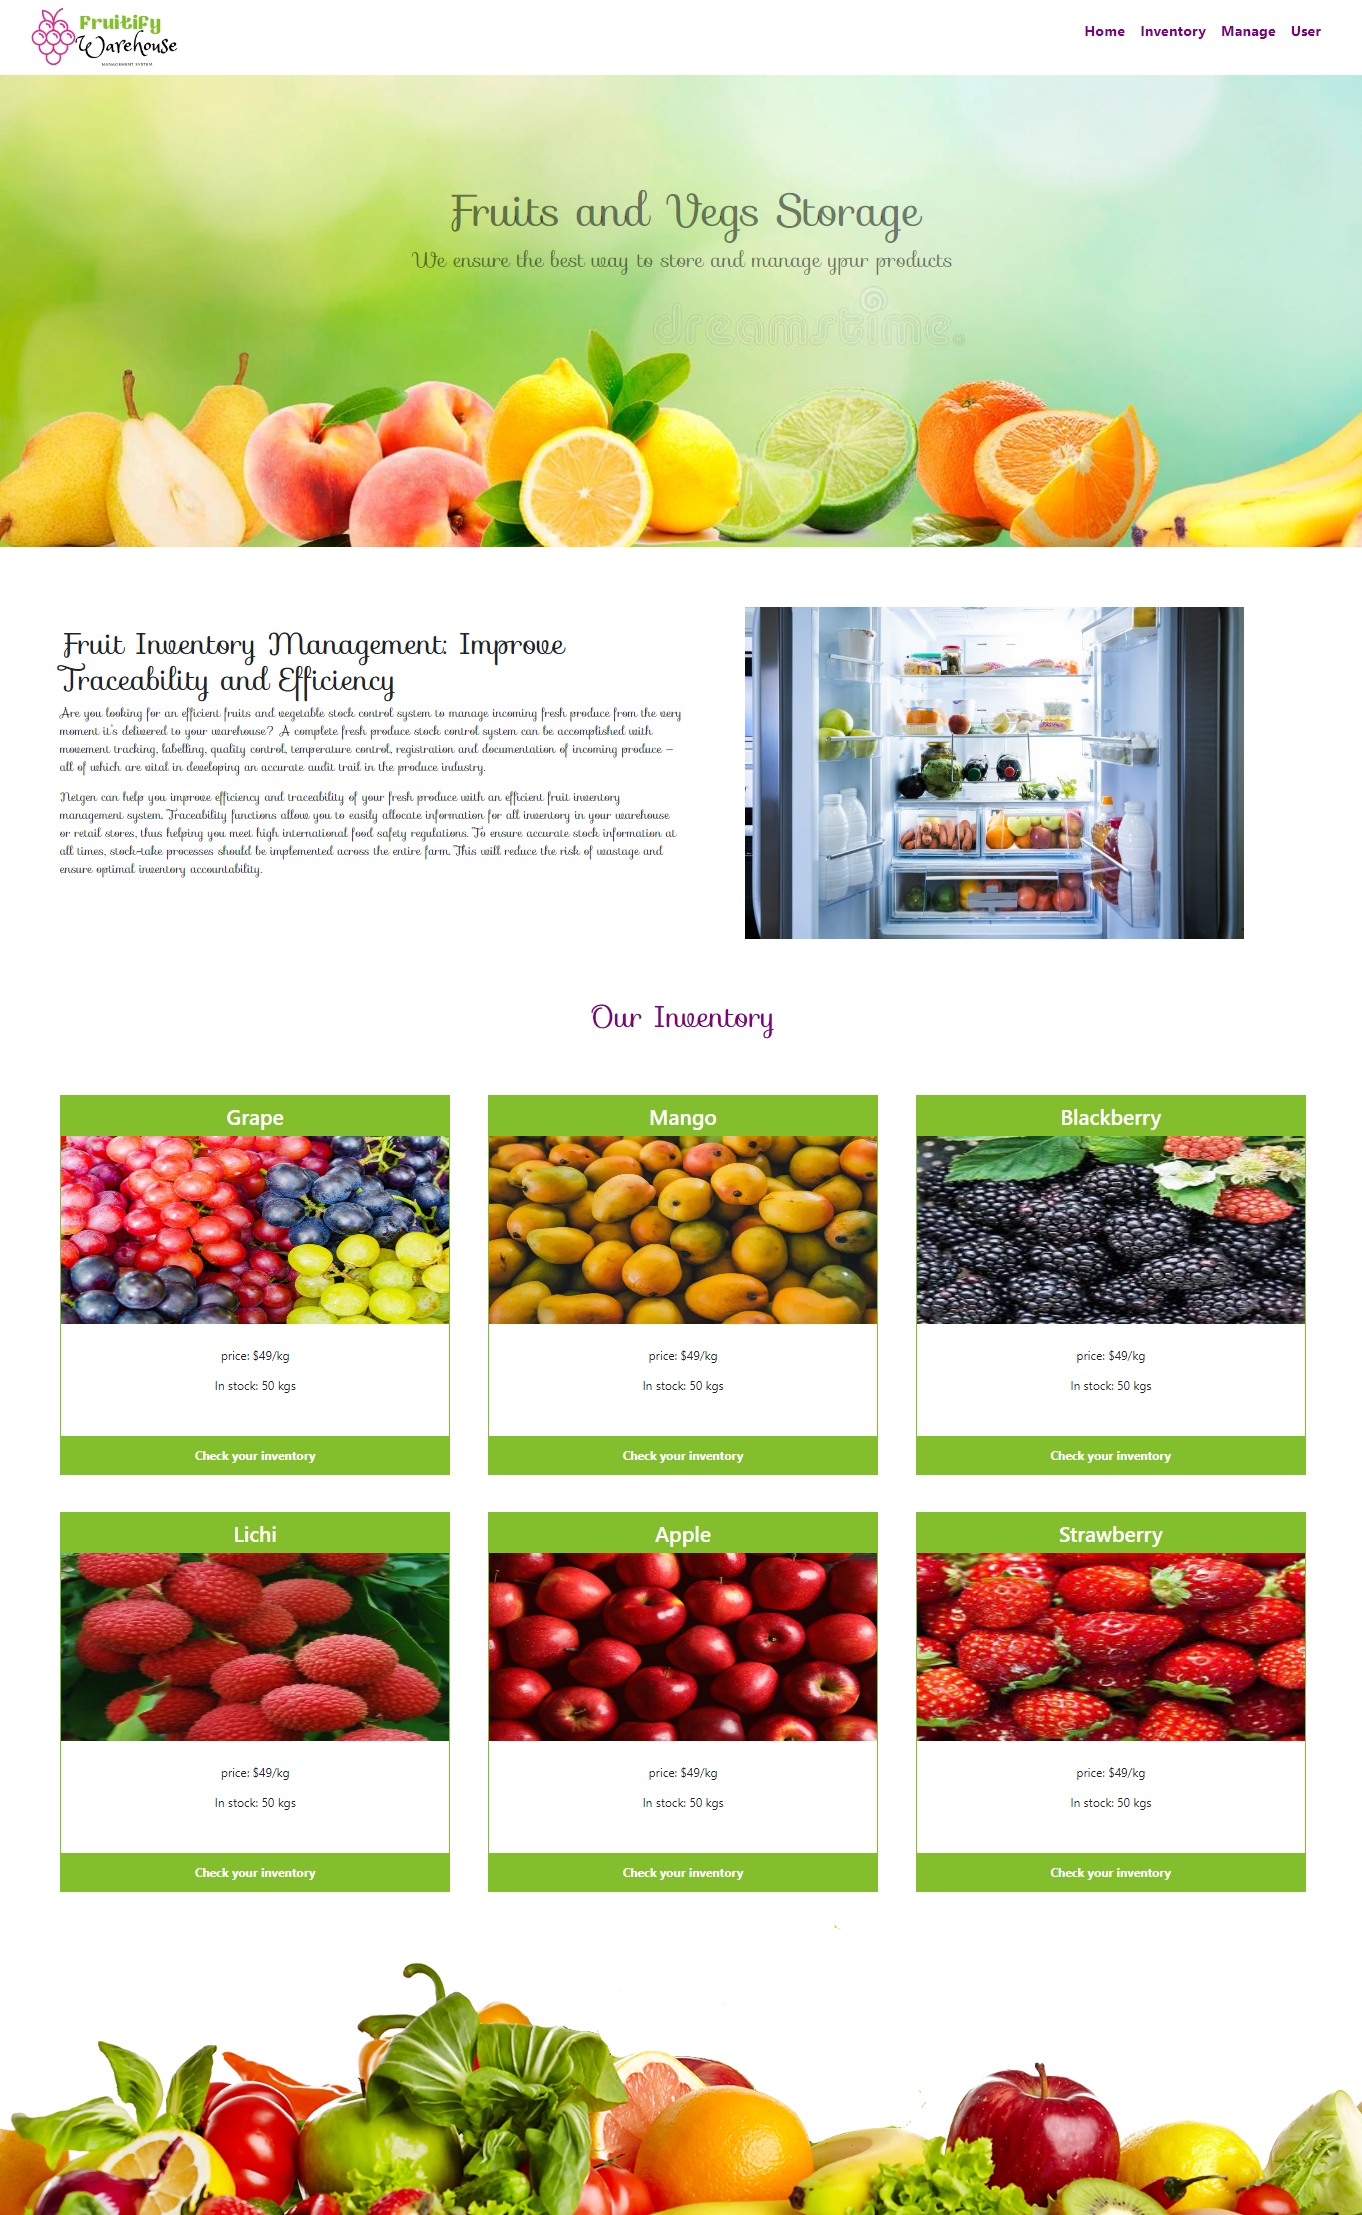 Fruitify
Warehouse
MANAGEMENT SYSTEM
Home Inventory Manage User
Fruits and Vegs Storage
We ensure the best way to store and manage ypur products
dreamstime.
Fruit Inventory Management: Improve
Traceability and Efficiency
Are you looking for an efficient fruits and vegetable stock control system to manage incoming fresh produce from the very
moment it's delivered to your warehouse? A complete fresh produce stock control system can be accomplished with
movement tracking, labelling, quality control, temperature control, registration and documentation of incoming produce –
all of which are vital in developing an accurate audit trail in the produce industry.
Netgen can help you improve efficiency and traceability of your fresh produce with an efficient fruit inventory
management system. Traceability functions allow you to easily allocate information for all inventory in your warehouse
or retail stores, thus helping you meet high international food safety regulations. To ensure accurate stock information at
all times, stock-take processes should be implemented across the entire farm. This will reduce the risk of wastage and
ensure optimal inventory accountability.
Our Inventory
Grape
price: $49/kg
In stock: 50 kgs
Check your inventory
Mango
price: $49/kg
In stock: 50 kgs
Check your inventory
Blackberry
price: $49/kg
In stock: 50 kgs
Check your inventory
Lichi
price: $49/kg
In stock: 50 kgs
Check your inventory
Apple
price: $49/kg
In stock: 50 kgs
Check your inventory
Strawberry
price: $49/kg
In stock: 50 kgs
Check your inventory